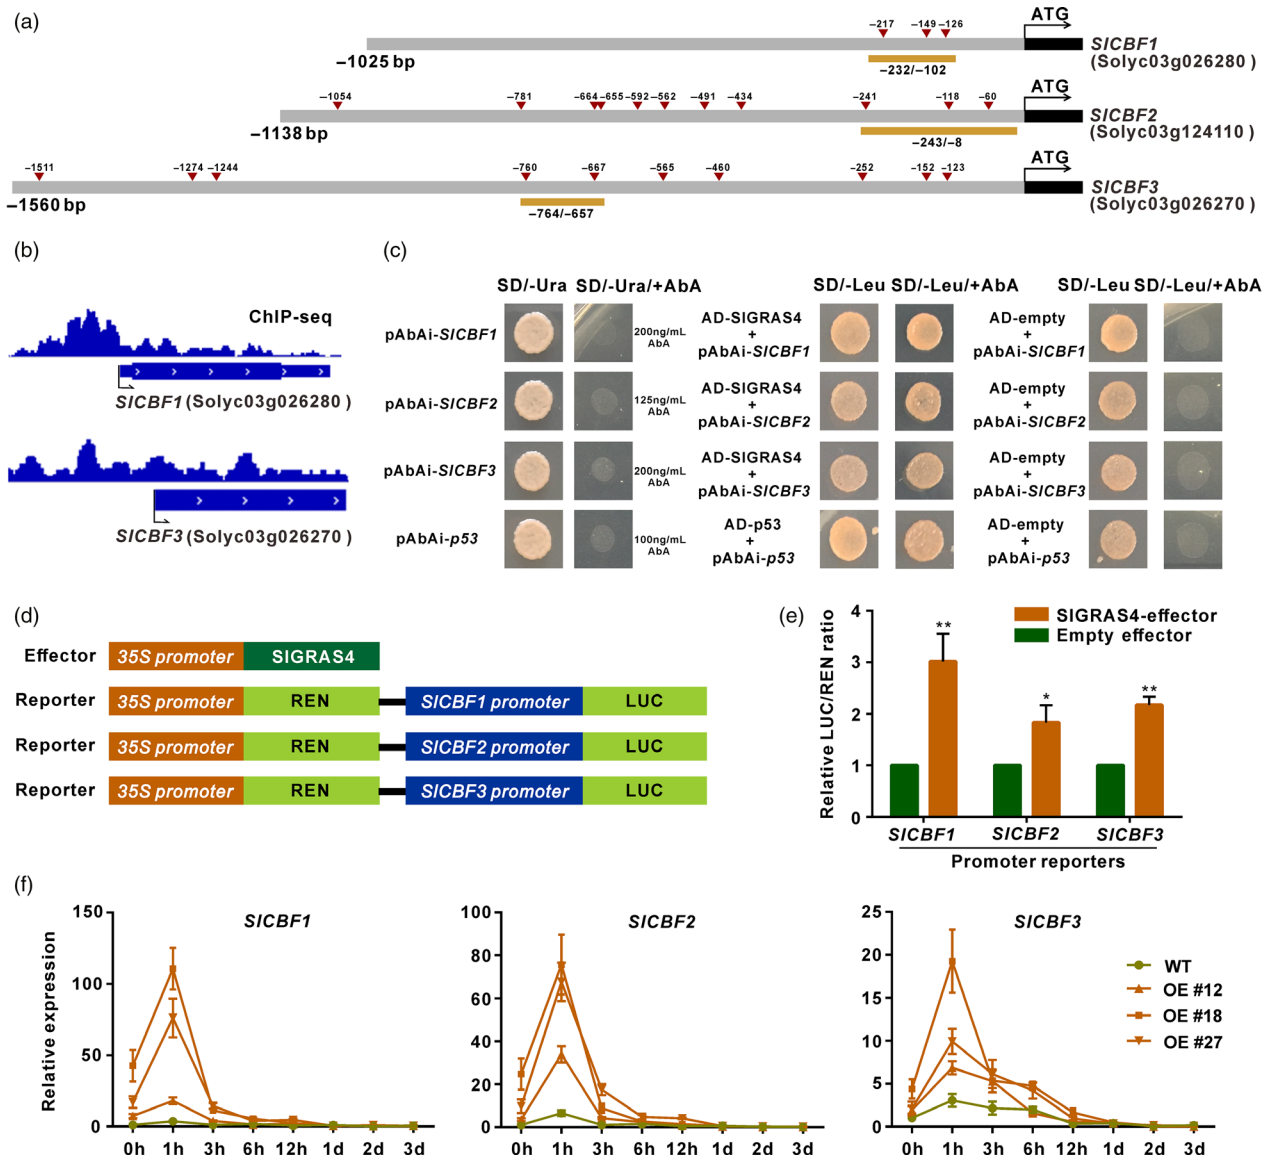 (a)
ATG
−217 −149 −126
SlCBF1
−1025 bp
(Solyc03g026280 )
−232/−102
ATG
−1054 −781 −664 −655 −592 −562 −491 −434 −241 −118 −60
SlCBF2
−1138 bp
(Solyc03g124110)
−243/−8
ATG
−1511 −1274 −1244 −760 −667 −565 −460 −252 −152 −123
SlCBF3
−1560 bp
(Solyc03g026270 )
−764/−657
(b)
ChIP-seq
SlCBF1 (Solyc03g026280 )
SlCBF3 (Solyc03g026270 )
(c)
SD/-Ura SD/-Ura/+AbA SD/-Leu SD/-Leu/+AbA SD/-Leu SD/-Leu/+AbA
pAbAi-SlCBF1
200ng/mL
AbA
AD-SlGRAS4
+
pAbAi-SlCBF1
AD-empty
+
pAbAi-SlCBF1
pAbAi-SlCBF2
125ng/mL
AbA
AD-SlGRAS4
+
pAbAi-SlCBF2
AD-empty
+
pAbAi-SlCBF2
pAbAi-SlCBF3
200ng/mL
AbA
AD-SlGRAS4
+
pAbAi-SlCBF3
AD-empty
+
pAbAi-SlCBF3
pAbAi-p53
100ng/mL
AbA
AD-p53
+
pAbAi-p53
AD-empty
+
pAbAi-p53
(d)
Effector 35S promoter SlGRAS4
Reporter 35S promoter REN SlCBF1 promoter LUC
Reporter 35S promoter REN SlCBF2 promoter LUC
Reporter 35S promoter REN SlCBF3 promoter LUC
(e)
SlGRAS4-effector
Empty effector
Relative LUC/REN ratio
4
3
2
1
0
** * **
SlCBF1 SlCBF2 SlCBF3
Promoter reporters
(f)
Relative expression
SlCBF1
150
100
50
0
0h 1h 3h 6h 12h 1d 2d 3d
SlCBF2
100
80
60
40
20
0
0h 1h 3h 6h 12h 1d 2d 3d
SlCBF3
25
20
15
10
5
0
0h 1h 3h 6h 12h 1d 2d 3d
WT
OE #12
OE #18
OE #27